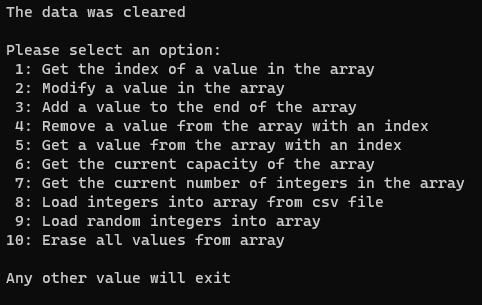 The data was cleared

Please select an option:
 1: Get the index of a value in the array
 2: Modify a value in the array
 3: Add a value to the end of the array
 4: Remove a value from the array with an index
 5: Get a value from the array with an index
 6: Get the current capacity of the array
 7: Get the current number of integers in the array
 8: Load integers into array from csv file
 9: Load random integers into array
10: Erase all values from array

Any other value will exit